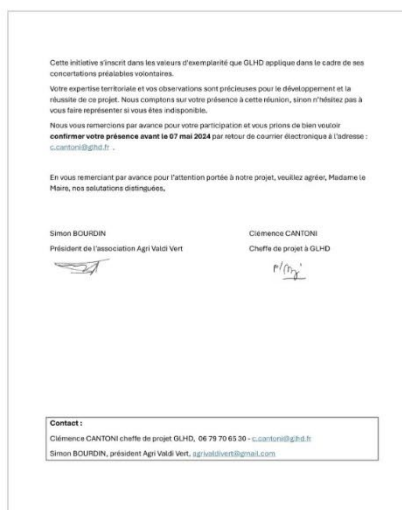 Cette initiative s'inscrit dans les valeurs d'exemplarité que GLHD applique dans le cadre de ses
concertations préalables volontaires.
Votre expertise territoriale et vos observations sont précieuses pour le développement et la
réussite de ce projet. Nous comptons sur votre présence à cette réunion, sinon n'hésitez pas à
vous faire représenter si vous êtes indisponible.
Nous vous remercions par avance pour votre participation et vous prions de bien vouloir
confirmer votre présence avant le 07 mai 2024 par retour de courrier électronique à l'adresse :
c.cantoni@glhd.fr .
En vous remerciant par avance pour l'attention portée à notre projet, veuillez agréer, Madame le
Maire, nos salutations distinguées,
Simon BOURDIN
Clémence CANTONI
Président de l'association Agri Valdi Vert
Cheffe de projet à GLHD
Contact :
Clémence CANTONI cheffe de projet GLHD, 06 79 70 65 30 - c.cantoni@glhd.fr
Simon BOURDIN, président Agri Valdi Vert, agrivaldivert@gmail.com